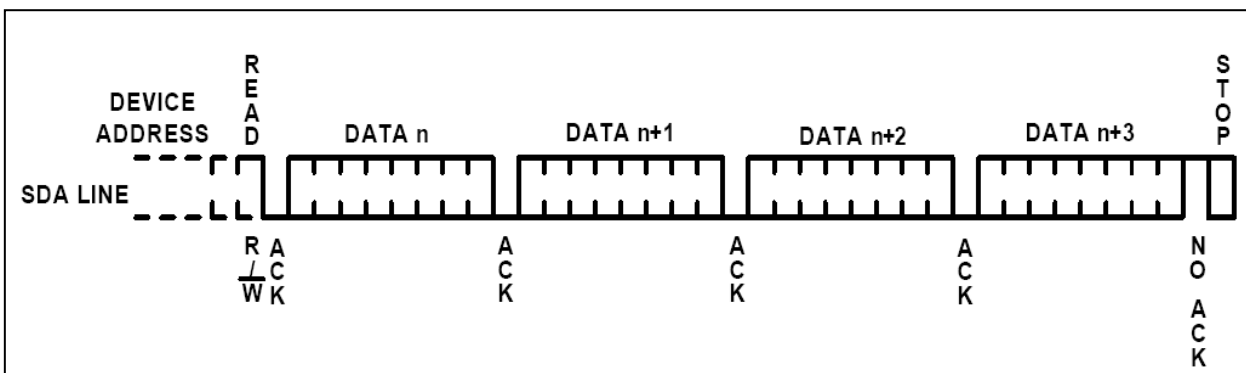 READ
STOP
DEVICE ADDRESS
DATA n
DATA n+1
DATA n+2
DATA n+3
SDA LINE
R/W
ACK
ACK
ACK
ACK
NO ACK